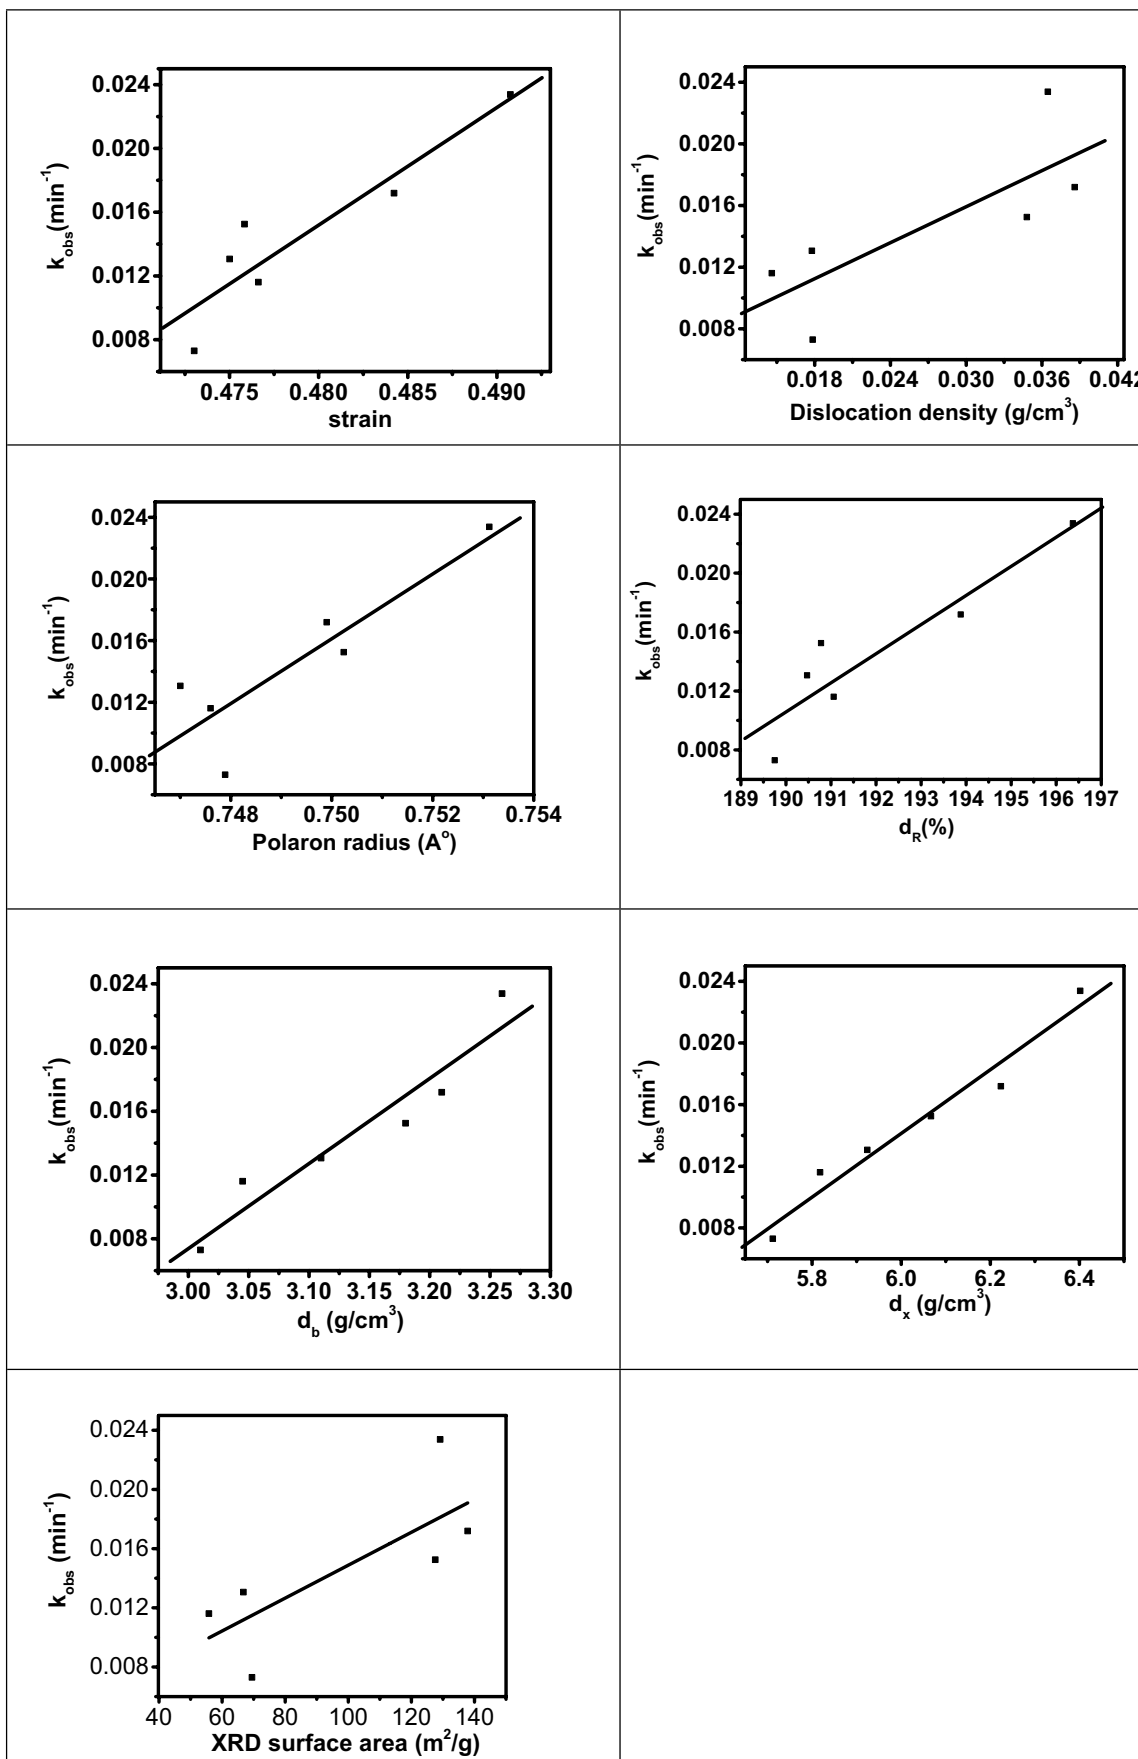 0.024
0.020
0.016
0.012
0.008
k_obs(min^-1)
0.475 0.480 0.485 0.490
strain
0.024
0.020
0.016
0.012
0.008
k_obs(min^-1)
0.018 0.024 0.030 0.036 0.042
Dislocation density (g/cm^3)
0.024
0.020
0.016
0.012
0.008
k_obs(min^-1)
0.748 0.750 0.752 0.754
Polaron radius (A^o)
0.024
0.020
0.016
0.012
0.008
k_obs(min^-1)
189 190 191 192 193 194 195 196 197
d_R(%)
0.024
0.020
0.016
0.012
0.008
k_obs(min^-1)
3.00 3.05 3.10 3.15 3.20 3.25 3.30
d_b (g/cm^3)
0.024
0.020
0.016
0.012
0.008
k_obs(min^-1)
5.8 6.0 6.2 6.4
d_x (g/cm^3)
0.024
0.020
0.016
0.012
0.008
k_obs (min^-1)
40 60 80 100 120 140
XRD surface area (m^2/g)